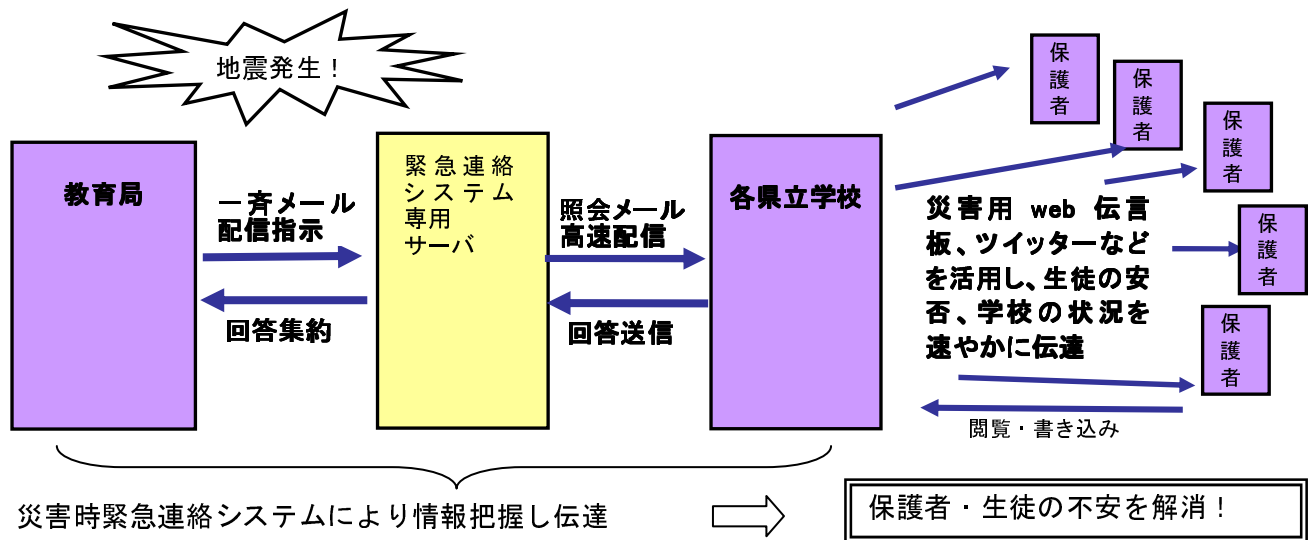 地震発生！
教育局
一斉メール
配信指示
回答集約
緊急連絡
システム
専用
サーバ
照会メール
高速配信
回答送信
各県立学校
保護者
保護者
保護者
保護者
保護者
災害用 web 伝言
板、ツイッターなど
を活用し、生徒の安
否、学校の状況を
速やかに伝達
閲覧・書き込み
災害時緊急連絡システムにより情報把握し伝達
保護者・生徒の不安を解消！